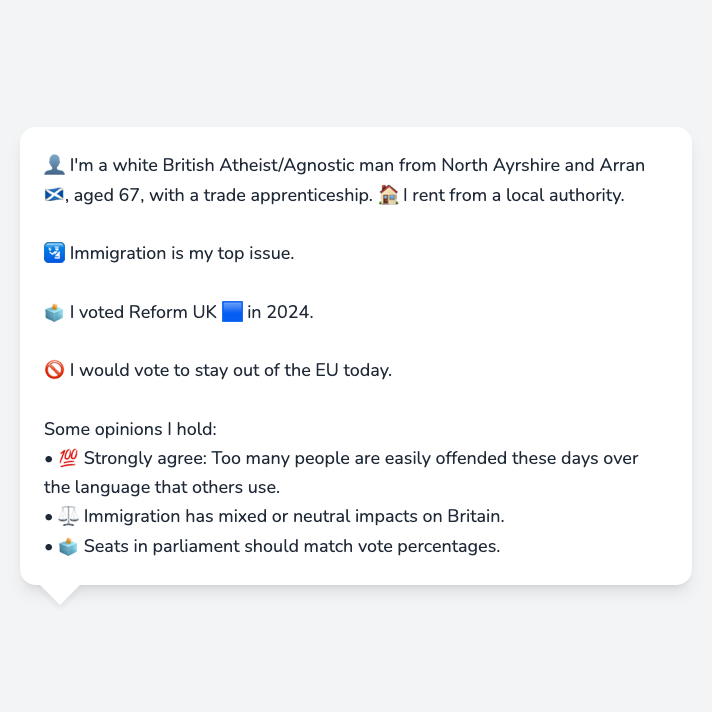 👤 I'm a white British Atheist/Agnostic man from North Ayrshire and Arran
🏴󠁧󠁢󠁳󠁣󠁴󠁿, aged 67, with a trade apprenticeship. 🏠 I rent from a local authority.
🛂 Immigration is my top issue.
🗳️ I voted Reform UK 🟦 in 2024.
🚫 I would vote to stay out of the EU today.
Some opinions I hold:
• 💯 Strongly agree: Too many people are easily offended these days over
the language that others use.
• ⚖️ Immigration has mixed or neutral impacts on Britain.
• 🗳️ Seats in parliament should match vote percentages.